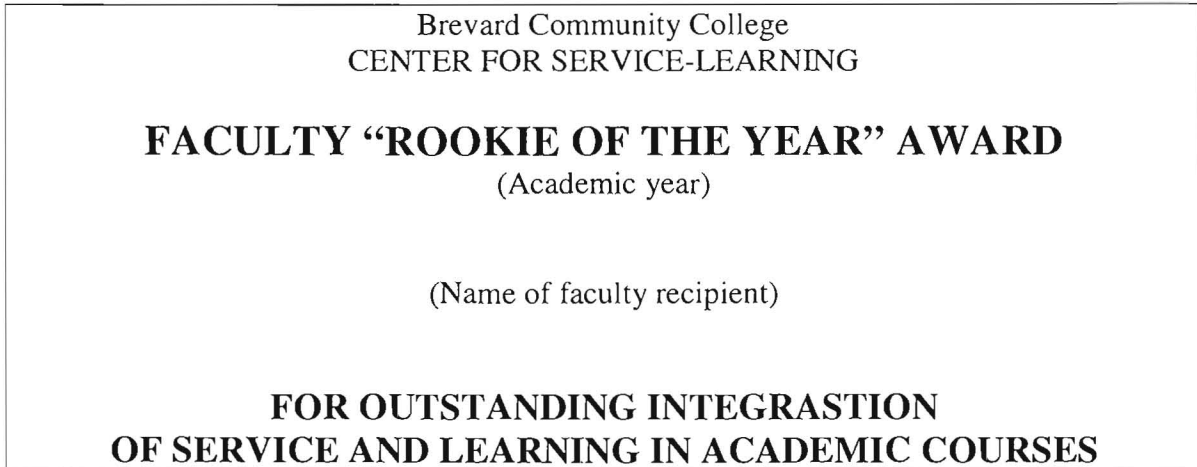 Brevard Community College
CENTER FOR SERVICE-LEARNING
FACULTY “ROOKIE OF THE YEAR” AWARD
(Academic year)
(Name of faculty recipient)
FOR OUTSTANDING INTEGRASTION
OF SERVICE AND LEARNING IN ACADEMIC COURSES